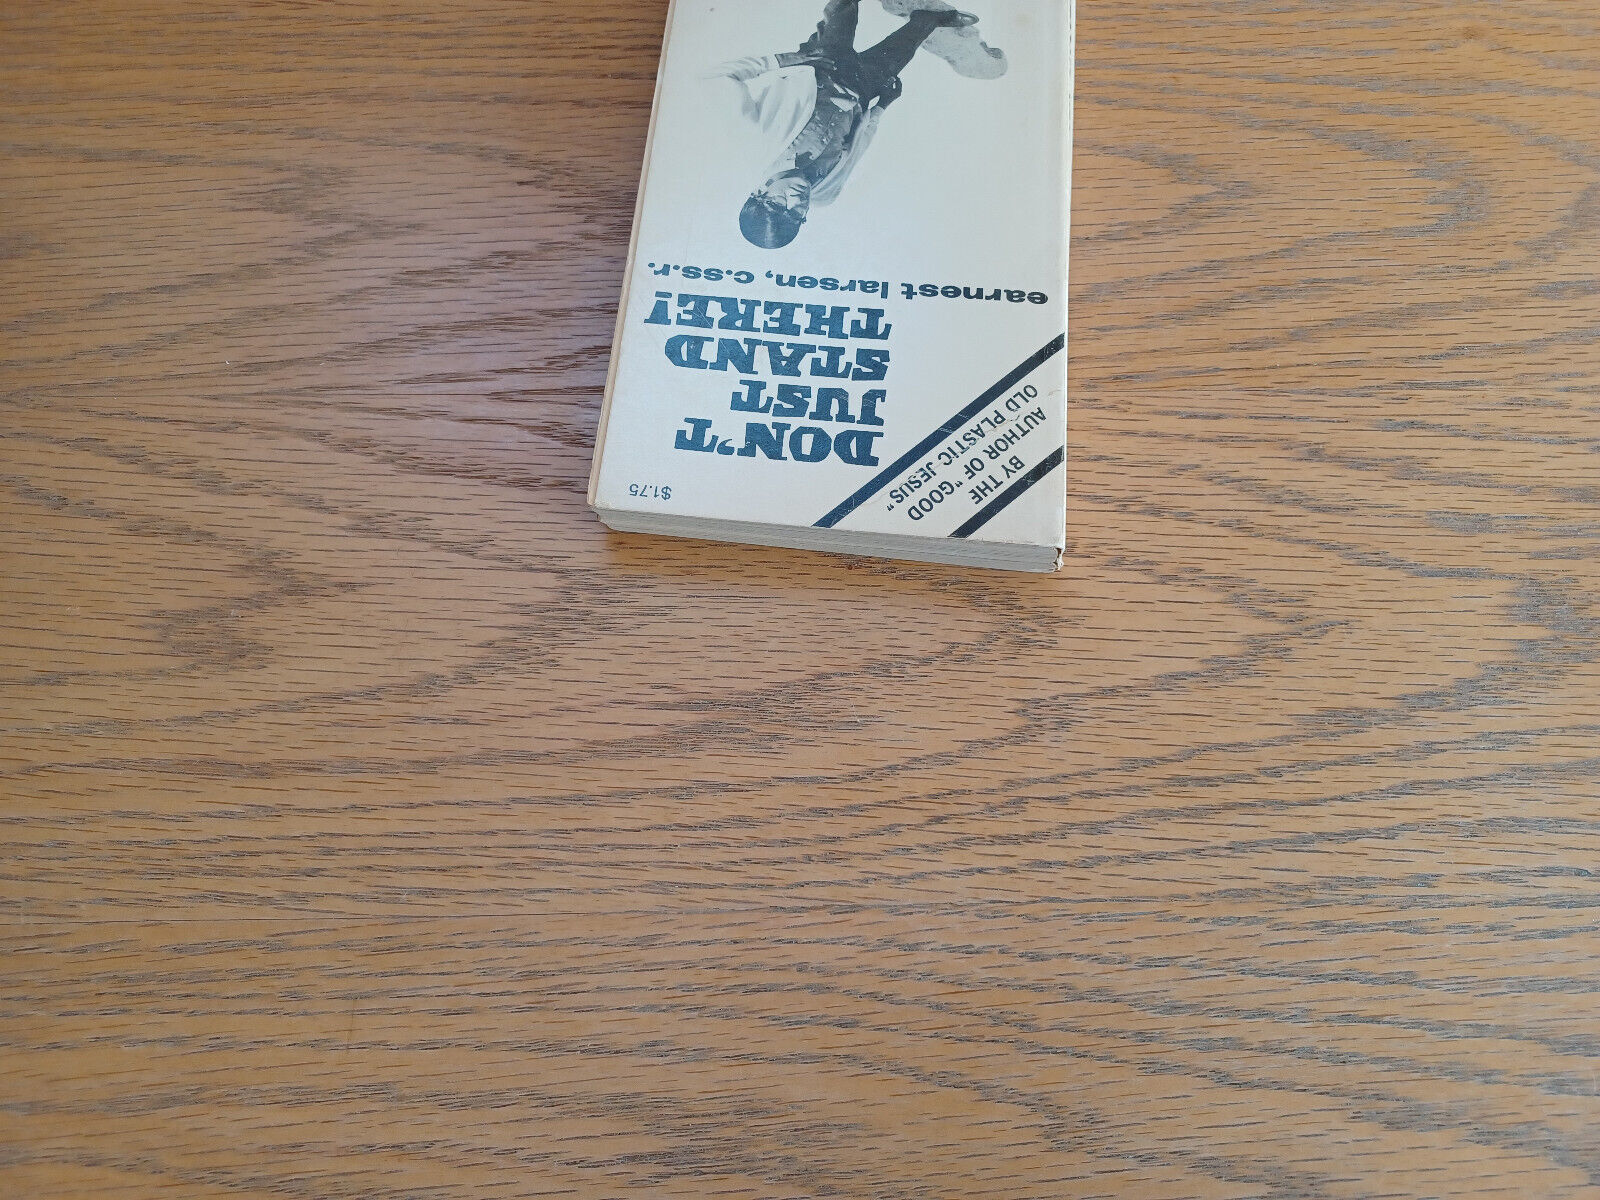 BY THE
AUTHOR OF "GOOD
OLD PLASTIC JESUS"
$1.75
DON'T
JUST
STAND
THERE!
earnest larsen, c.ss.r.